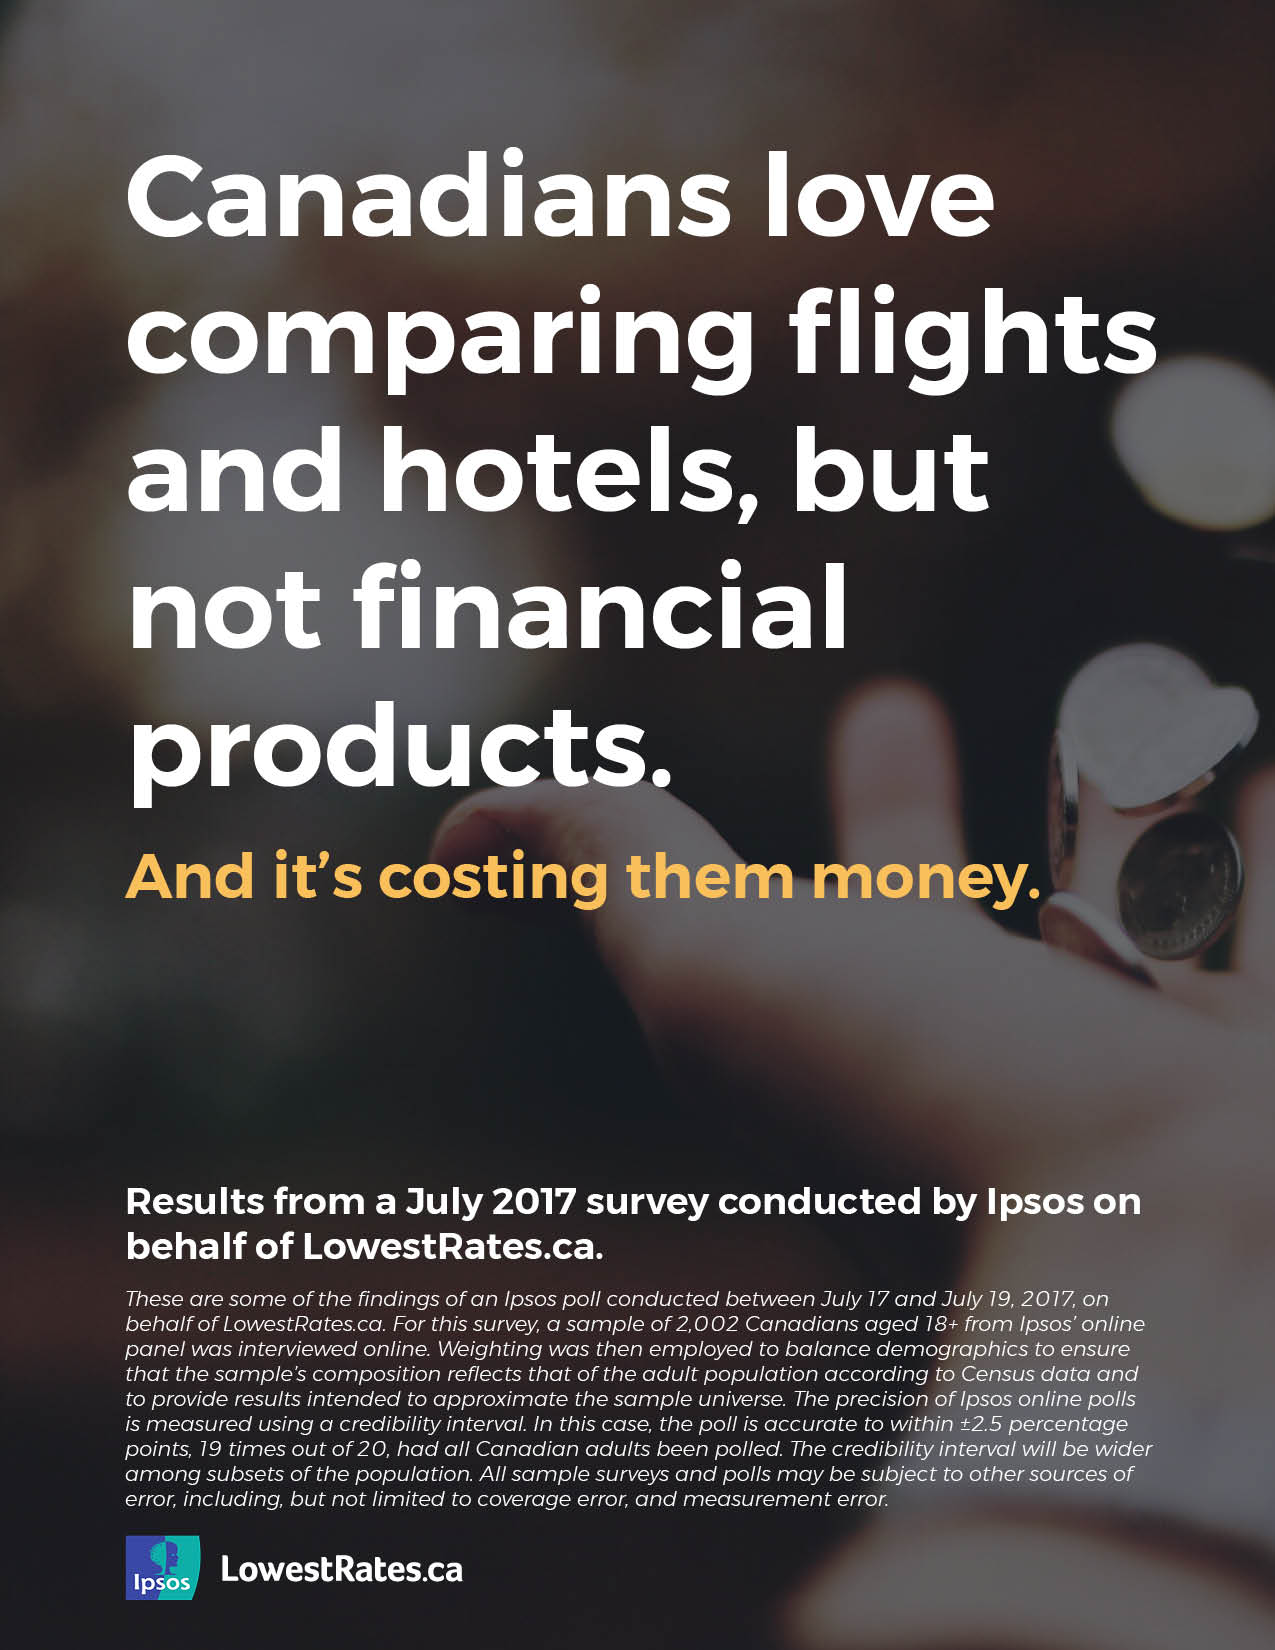 Canadians love
comparing flights
and hotels, but
not financial
products.
And it's costing them money.
Results from a July 2017 survey conducted by Ipsos on
behalf of LowestRates.ca.
These are some of the findings of an Ipsos poll conducted between July 17 and July 19, 2017, on
behalf of LowestRates.ca. For this survey, a sample of 2,002 Canadians aged 18+ from Ipsos' online
panel was interviewed online. Weighting was then employed to balance demographics to ensure
that the sample's composition reflects that of the adult population according to Census data and
to provide results intended to approximate the sample universe. The precision of Ipsos online polls
is measured using a credibility interval. In this case, the poll is accurate to within ±2.5 percentage
points, 19 times out of 20, had all Canadian adults been polled. The credibility interval will be wider
among subsets of the population. All sample surveys and polls may be subject to other sources of
error, including, but not limited to coverage error, and measurement error.
Ipsos LowestRates.ca